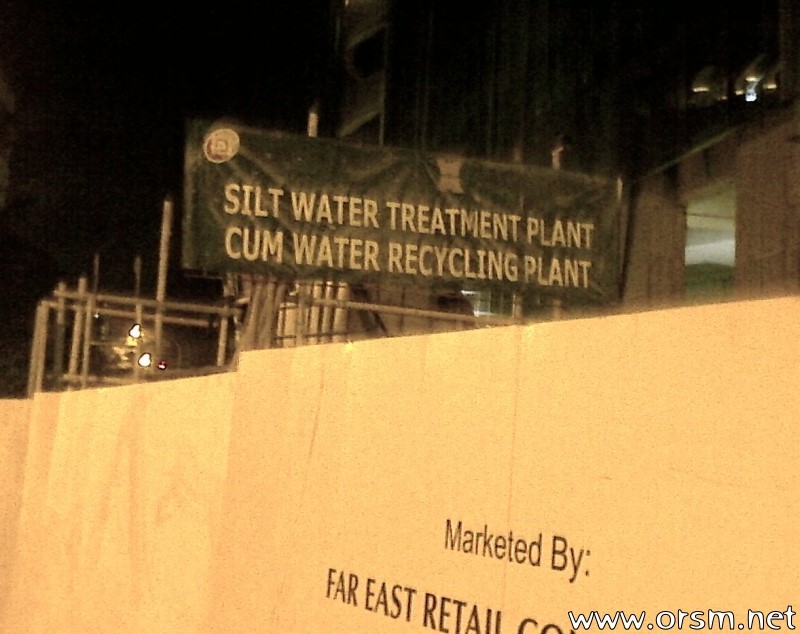 SILT WATER TREATMENT PLANT
CUM WATER RECYCLING PLANT
Marketed By:
FAR EAST RETAIL
www.orsm.net